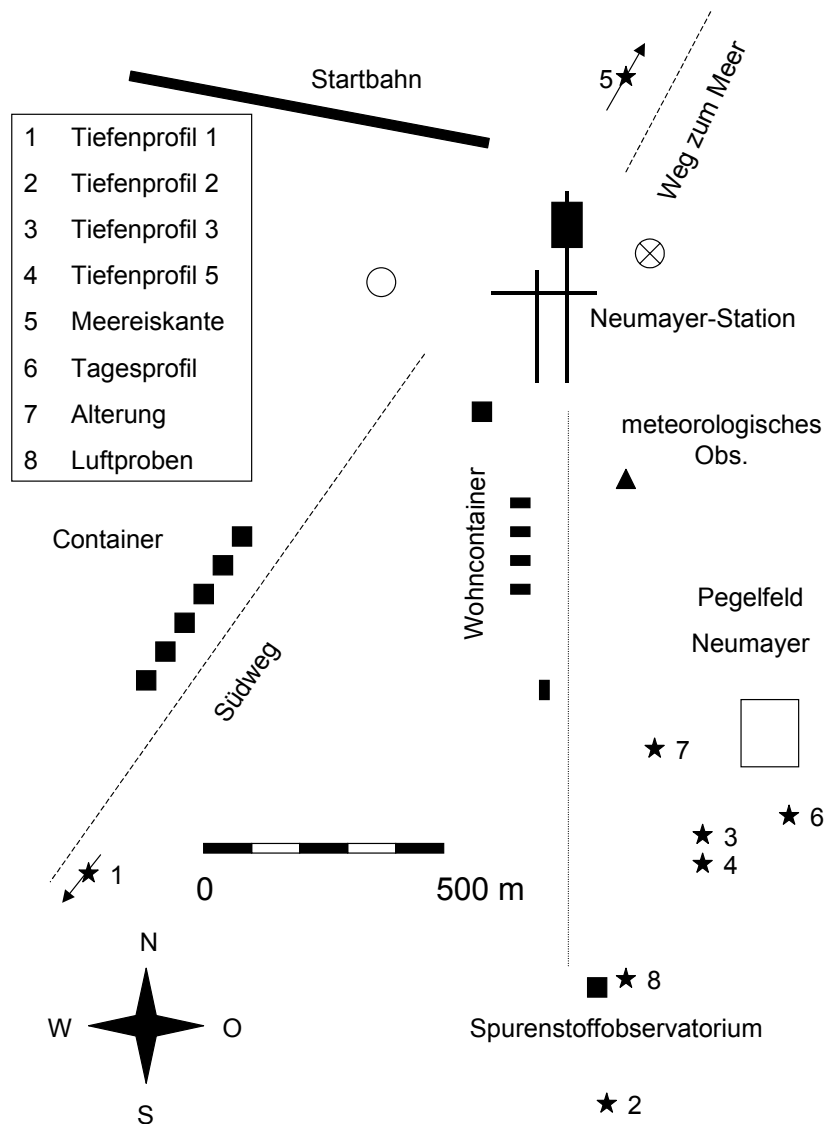 Startbahn
5
Weg zum Meer
1 Tiefenprofil 1
2 Tiefenprofil 2
3 Tiefenprofil 3
4 Tiefenprofil 5
5 Meereiskante
6 Tagesprofil
7 Alterung
8 Luftproben
Neumayer-Station
meteorologisches
Obs.
Container
Wohncontainer
Pegelfeld
Neumayer
Südweg
7
6
3
4
1
0 500 m
N
W O
S
8
Spurenstoffobservatorium
2